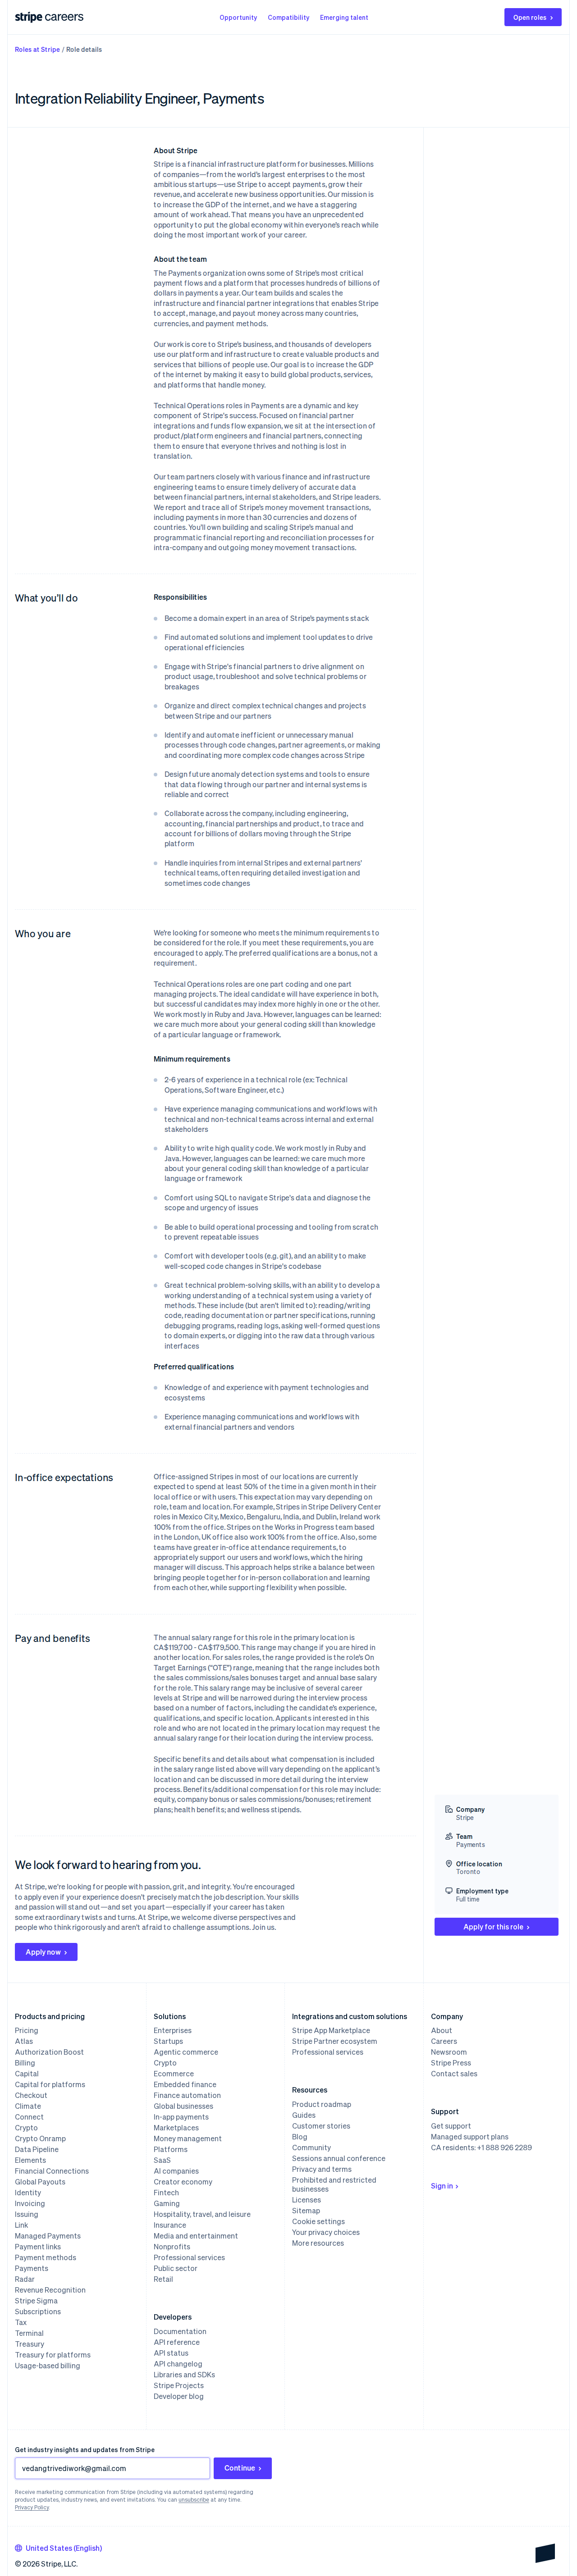 stripe careers
Opportunity
Compatibility
Emerging talent
Open roles ›
Roles at Stripe / Role details
Integration Reliability Engineer, Payments
About Stripe
Stripe is a financial infrastructure platform for businesses. Millions
of companies—from the world's largest enterprises to the most
ambitious startups—use Stripe to accept payments, grow their
revenue, and accelerate new business opportunities. Our mission is
to increase the GDP of the internet, and we have a staggering
amount of work ahead. That means you have an unprecedented
opportunity to put the global economy within everyone's reach while
doing the most important work of your career.
About the team
The Payments organization owns some of Stripe's most critical
payment flows and a platform that processes hundreds of billions of
dollars in payments a year. Our team builds and scales the
infrastructure and financial partner integrations that enables Stripe
to accept, manage, and payout money across many countries,
currencies, and payment methods.
Our work is core to Stripe's business, and thousands of developers
use our platform and infrastructure to create valuable products and
services that billions of people use. Our goal is to increase the GDP
of the internet by making it easy to build global products, services,
and platforms that handle money.
Technical Operations roles in Payments are a dynamic and key
component of Stripe's success. Focused on financial partner
integrations and funds flow expansion, we sit at the intersection of
product/platform engineers and financial partners, connecting
them to ensure that everyone thrives and nothing is lost in
translation.
Our team partners closely with various finance and infrastructure
engineering teams to ensure timely delivery of accurate data
between financial partners, internal stakeholders, and Stripe leaders.
We report and trace all of Stripe's money movement transactions,
including payments in more than 30 currencies and dozens of
countries. You'll own building and scaling Stripe's manual and
programmatic financial reporting and reconciliation processes for
intra-company and outgoing money movement transactions.
What you'll do
Responsibilities
Become a domain expert in an area of Stripe's payments stack
Find automated solutions and implement tool updates to drive
operational efficiencies
Engage with Stripe's financial partners to drive alignment on
product usage, troubleshoot and solve technical problems or
breakages
Organize and direct complex technical changes and projects
between Stripe and our partners
Identify and automate inefficient or unnecessary manual
processes through code changes, partner agreements, or making
and coordinating more complex code changes across Stripe
Design future anomaly detection systems and tools to ensure
that data flowing through our partner and internal systems is
reliable and correct
Collaborate across the company, including engineering,
accounting, financial partnerships and product, to trace and
account for billions of dollars moving through the Stripe
platform
Handle inquiries from internal Stripes and external partners'
technical teams, often requiring detailed investigation and
sometimes code changes
Who you are
We're looking for someone who meets the minimum requirements to
be considered for the role. If you meet these requirements, you are
encouraged to apply. The preferred qualifications are a bonus, not a
requirement.
Technical Operations roles are one part coding and one part
managing projects. The ideal candidate will have experience in both,
but successful candidates may index more highly in one or the other.
We work mostly in Ruby and Java. However, languages can be learned:
we care much more about your general coding skill than knowledge
of a particular language or framework.
Minimum requirements
2-6 years of experience in a technical role (ex: Technical
Operations, Software Engineer, etc.)
Have experience managing communications and workflows with
technical and non-technical teams across internal and external
stakeholders
Ability to write high quality code. We work mostly in Ruby and
Java. However, languages can be learned: we care much more
about your general coding skill than knowledge of a particular
language or framework
Comfort using SQL to navigate Stripe's data and diagnose the
scope and urgency of issues
Be able to build operational processing and tooling from scratch
to prevent repeatable issues
Comfort with developer tools (e.g. git), and an ability to make
well-scoped code changes in Stripe's codebase
Great technical problem-solving skills, with an ability to develop a
working understanding of a technical system using a variety of
methods. These include (but aren't limited to): reading/writing
code, reading documentation or partner specifications, running
debugging programs, reading logs, asking well-formed questions
to domain experts, or digging into the raw data through various
interfaces
Preferred qualifications
Knowledge of and experience with payment technologies and
ecosystems
Experience managing communications and workflows with
external financial partners and vendors
In-office expectations
Office-assigned Stripes in most of our locations are currently
expected to spend at least 50% of the time in a given month in their
local office or with users. This expectation may vary depending on
role, team and location. For example, Stripes in Stripe Delivery Center
roles in Mexico City, Mexico, Bengaluru, India, and Dublin, Ireland work
100% from the office. Stripes on the Works in Progress team based
in the London, UK office also work 100% from the office. Also, some
teams have greater in-office attendance requirements, to
appropriately support our users and workflows, which the hiring
manager will discuss. This approach helps strike a balance between
bringing people together for in-person collaboration and learning
from each other, while supporting flexibility when possible.
Pay and benefits
The annual salary range for this role in the primary location is
CA$119,700 - CA$179,500. This range may change if you are hired in
another location. For sales roles, the range provided is the role's On
Target Earnings ("OTE") range, meaning that the range includes both
the sales commissions/sales bonuses target and annual base salary
for the role. This salary range may be inclusive of several career
levels at Stripe and will be narrowed during the interview process
based on a number of factors, including the candidate's experience,
qualifications, and specific location. Applicants interested in this
role and who are not located in the primary location may request the
annual salary range for their location during the interview process.
Specific benefits and details about what compensation is included
in the salary range listed above will vary depending on the applicant's
location and can be discussed in more detail during the interview
process. Benefits/additional compensation for this role may include:
equity, company bonus or sales commissions/bonuses; retirement
plans; health benefits; and wellness stipends.
Company
Stripe
Team
Payments
Office location
Toronto
Employment type
Full time
Apply for this role ›
We look forward to hearing from you.
At Stripe, we're looking for people with passion, grit, and integrity. You're encouraged
to apply even if your experience doesn't precisely match the job description. Your skills
and passion will stand out—and set you apart—especially if your career has taken
some extraordinary twists and turns. At Stripe, we welcome diverse perspectives and
people who think rigorously and aren't afraid to challenge assumptions. Join us.
Apply now ›
Products and pricing
Pricing
Atlas
Authorization Boost
Billing
Capital
Capital for platforms
Checkout
Climate
Connect
Crypto
Crypto Onramp
Data Pipeline
Elements
Financial Connections
Global Payouts
Identity
Invoicing
Issuing
Link
Managed Payments
Payment links
Payment methods
Payments
Radar
Revenue Recognition
Stripe Sigma
Subscriptions
Tax
Terminal
Treasury
Treasury for platforms
Usage-based billing
Solutions
Enterprises
Startups
Agentic commerce
Crypto
Ecommerce
Embedded finance
Finance automation
Global businesses
In-app payments
Marketplaces
Money management
Platforms
SaaS
AI companies
Creator economy
Fintech
Gaming
Hospitality, travel, and leisure
Insurance
Media and entertainment
Nonprofits
Professional services
Public sector
Retail
Developers
Documentation
API reference
API status
API changelog
Libraries and SDKs
Stripe Projects
Developer blog
Integrations and custom solutions
Stripe App Marketplace
Stripe Partner ecosystem
Professional services
Resources
Product roadmap
Guides
Customer stories
Blog
Community
Sessions annual conference
Privacy and terms
Prohibited and restricted
businesses
Licenses
Sitemap
Cookie settings
Your privacy choices
More resources
Company
About
Careers
Newsroom
Stripe Press
Contact sales
Support
Get support
Managed support plans
CA residents: +1 888 926 2289
Sign in ›
Get industry insights and updates from Stripe
vedangtrivediwork@gmail.com
Continue ›
Receive marketing communication from Stripe (including via automated systems) regarding
product updates, industry news, and event invitations. You can unsubscribe at any time.
Privacy Policy
United States (English)
© 2026 Stripe, LLC.